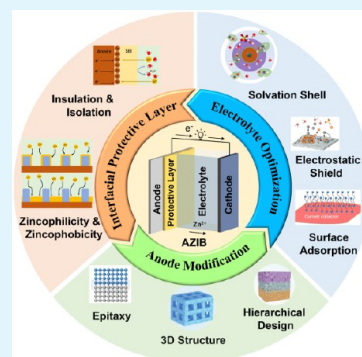 Insulation &
Isolation
Zincophilicity &
Zincophobicity
Interfacial Protective Layer
Electrolyte Optimization
Solvation Shell
Electrostatic
Shield
Surface
Adsorption
Anode Modification
Epitaxy
3D Structure
Hierarchical
Design
e⁻
Anode
Protective Layer
Electrolyte
Cathode
Zn²⁺
AZIB
Anode